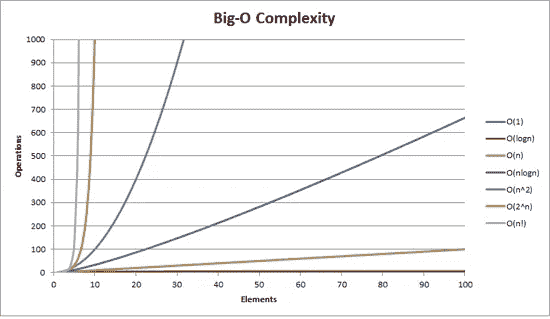 Big-O Complexity
1000
900
800
700
600
500
400
300
200
100
0
Operations
0 10 20 30 40 50 60 70 80 90 100
Elements
O(1)
O(logn)
O(n)
O(nlogn)
O(n^2)
O(2^n)
O(n!)